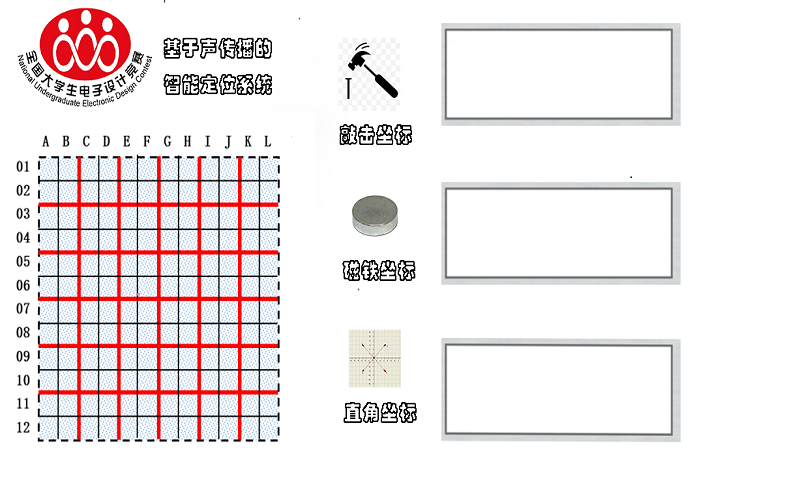 全国大学生电子设计竞赛
National Undergraduate Electronic Design Contest
基于声传播的
智能定位系统
敲击坐标
A B C D E F G H I J K L
01
02
03
04
05
06
07
08
09
10
11
12
磁铁坐标
直角坐标